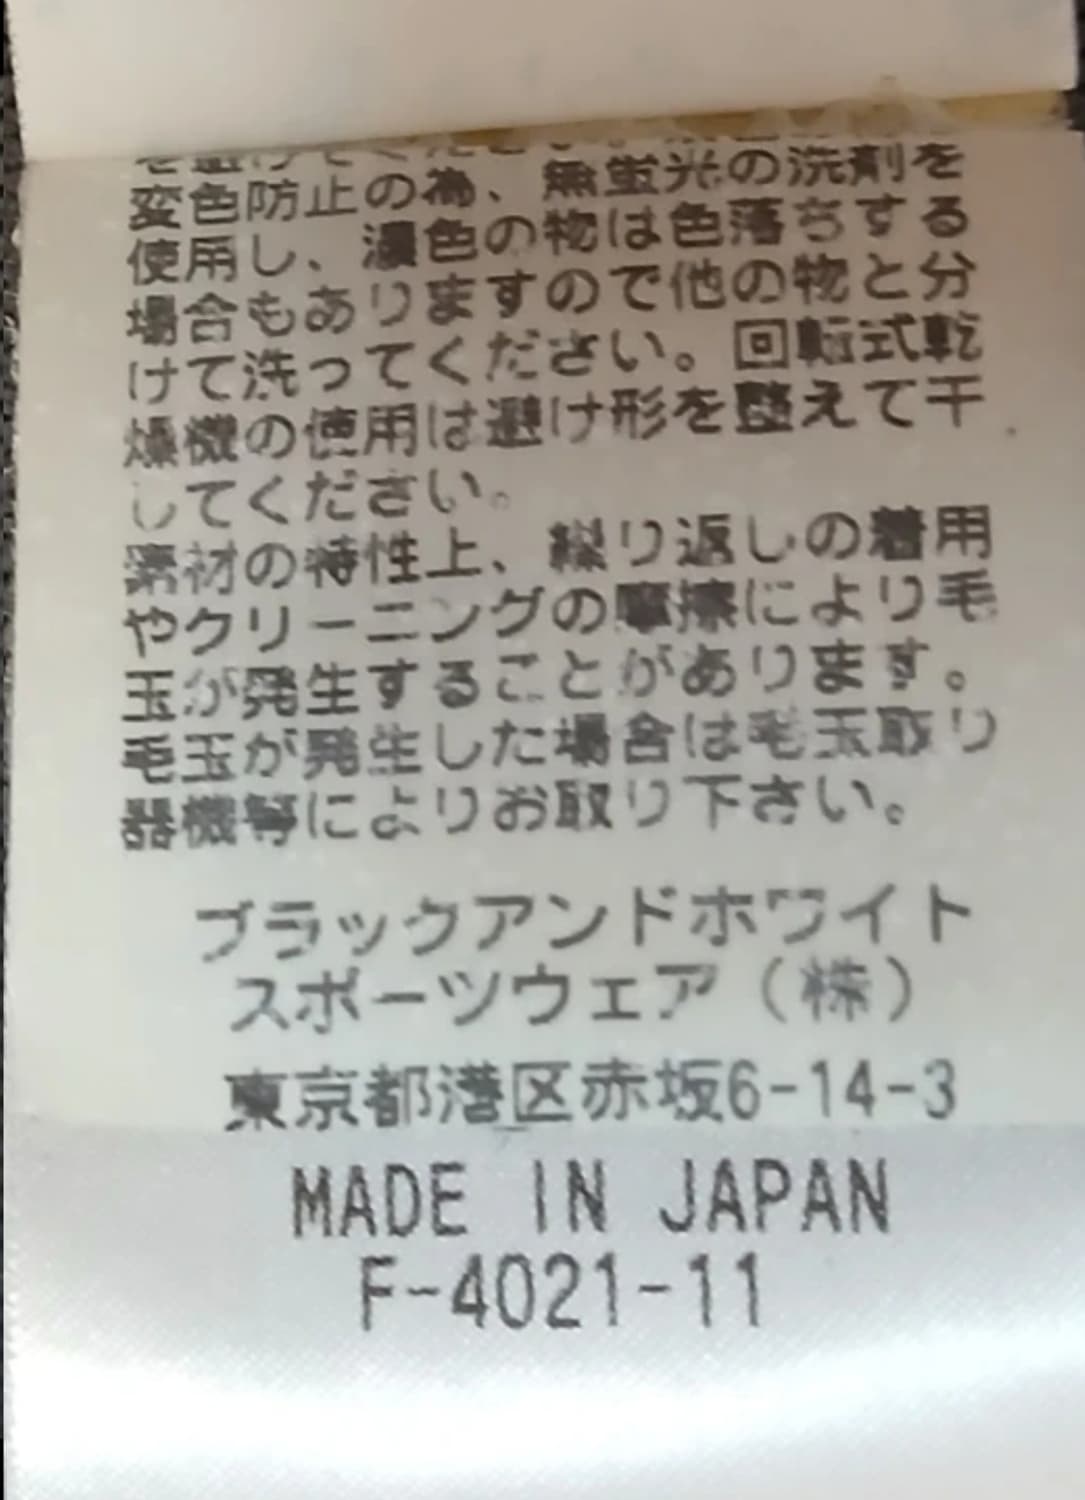 を避けてください。
変色防止の為、無蛍光の洗剤を
使用し、濃色の物は色落ちする
場合もありますので他の物と分
けて洗ってください。回転式乾
燥機の使用は避け形を整えて干
してください。
素材の特性上、繰り返しの着用
やクリーニングの摩擦により毛
玉が発生することがあります。
毛玉が発生した場合は毛玉取り
器機等によりお取り下さい。
ブラックアンドホワイト
スポーツウェア（株）
東京都港区赤坂6-14-3
MADE IN JAPAN
F-4021-11